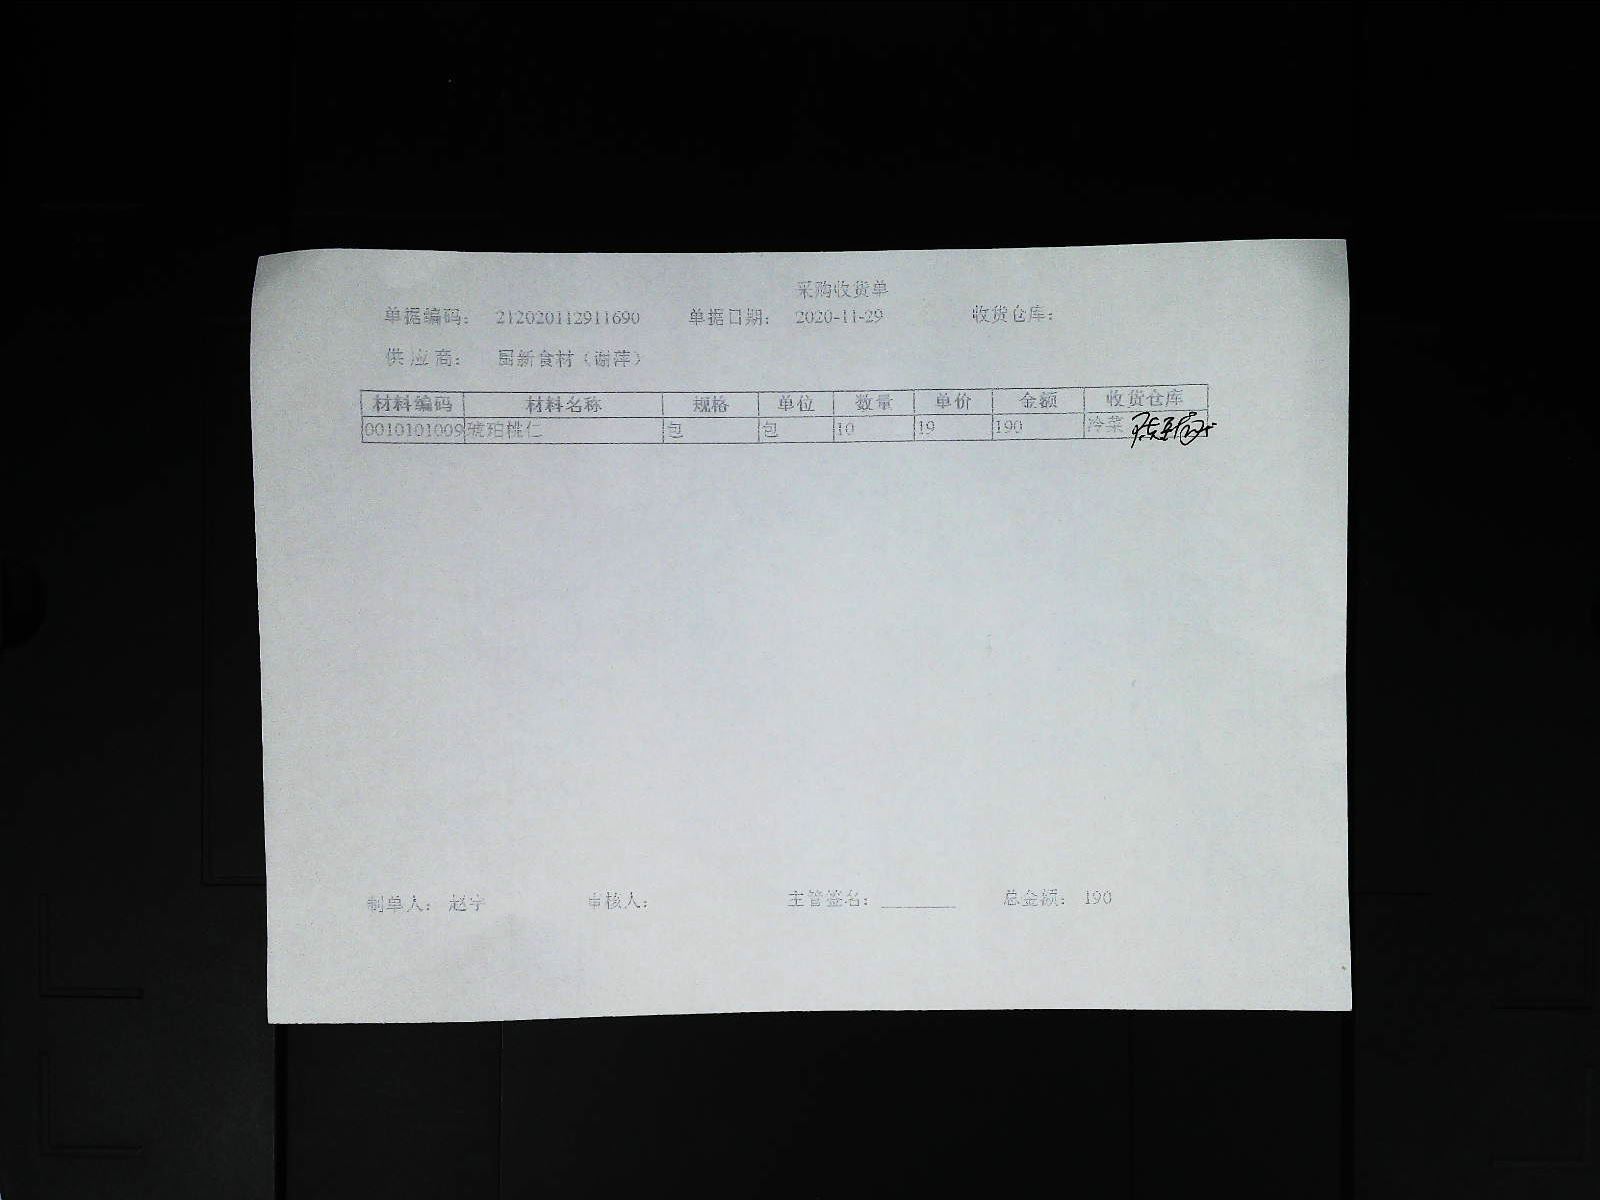 采购收货单
单据编码： 212020112911690 单据日期： 2020-11-29 收货仓库：
供应商： 厨新食材（谢萍）
材料编码 材料名称 规格 单位 数量 单价 金额 收货仓库
0010101009 琥珀桃仁 包 包 10 19 190 冷菜
制单人： 赵宇 审核人： 主管签名： 总金额： 190